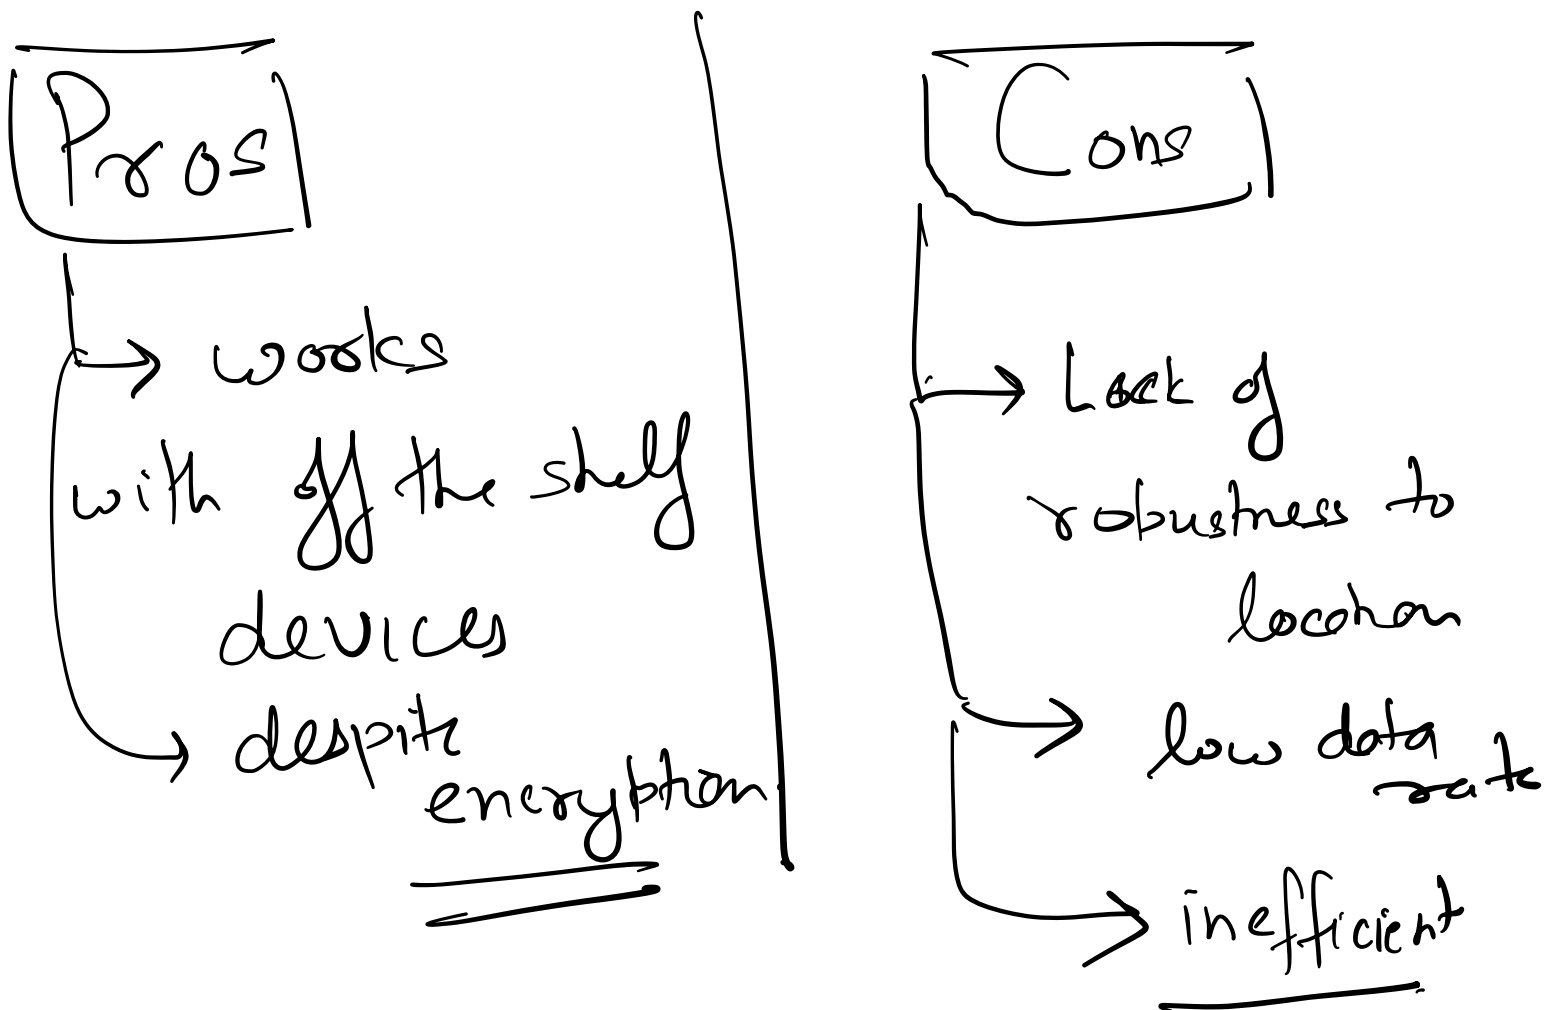 Pros
works
with off the shelf
devices
despite
encryption
Cons
Lack of
robustness to
location
low data
rate
inefficient